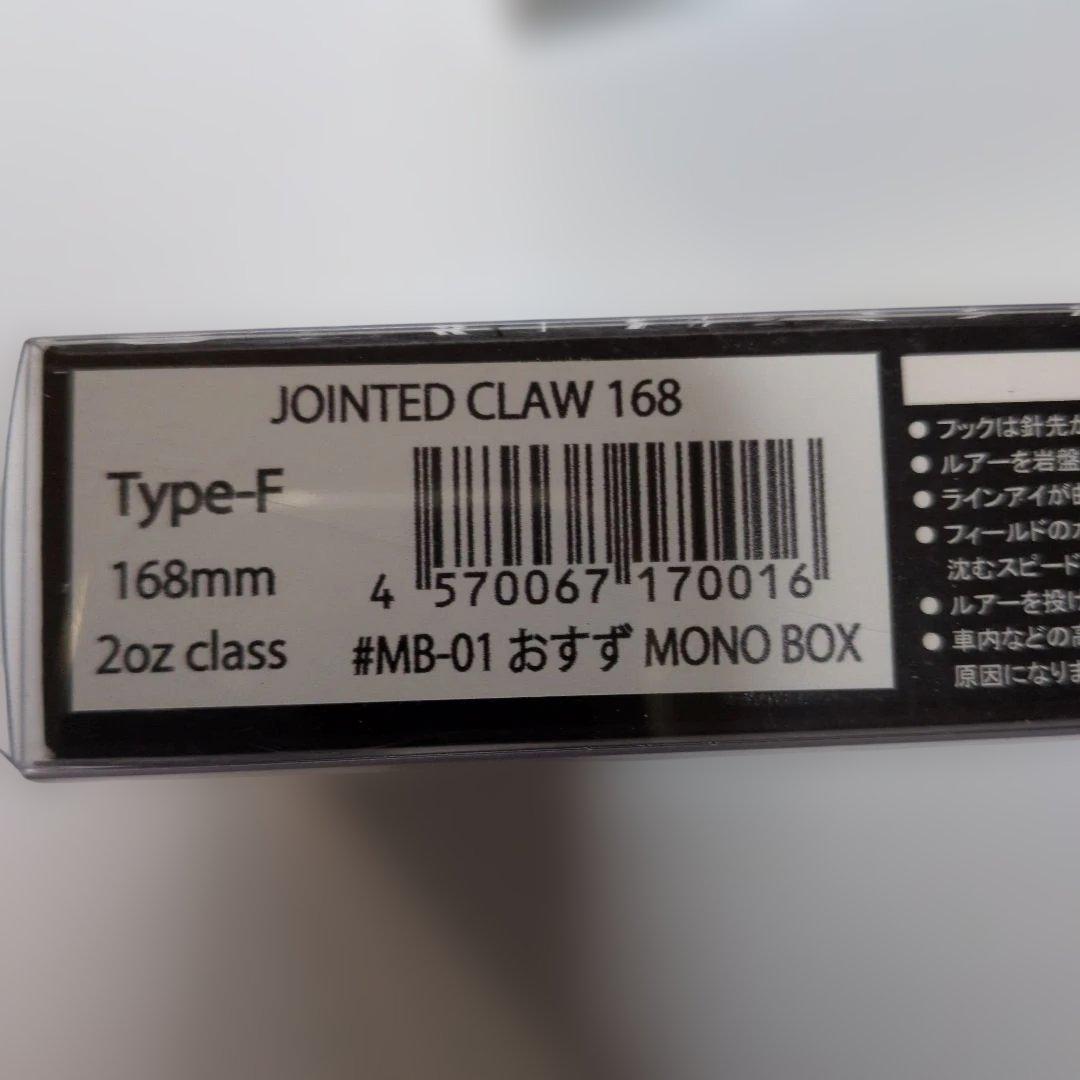 JOINTED CLAW 168
Type-F
168mm
2oz class
4 570067 170016
#MB-01 おすず MONO BOX
● フックは針先が
● ルアーを岩盤
● ラインアイが
● フィールドの
沈むスピード
● ルアーを投げ
● 車内などの高
原因になりま